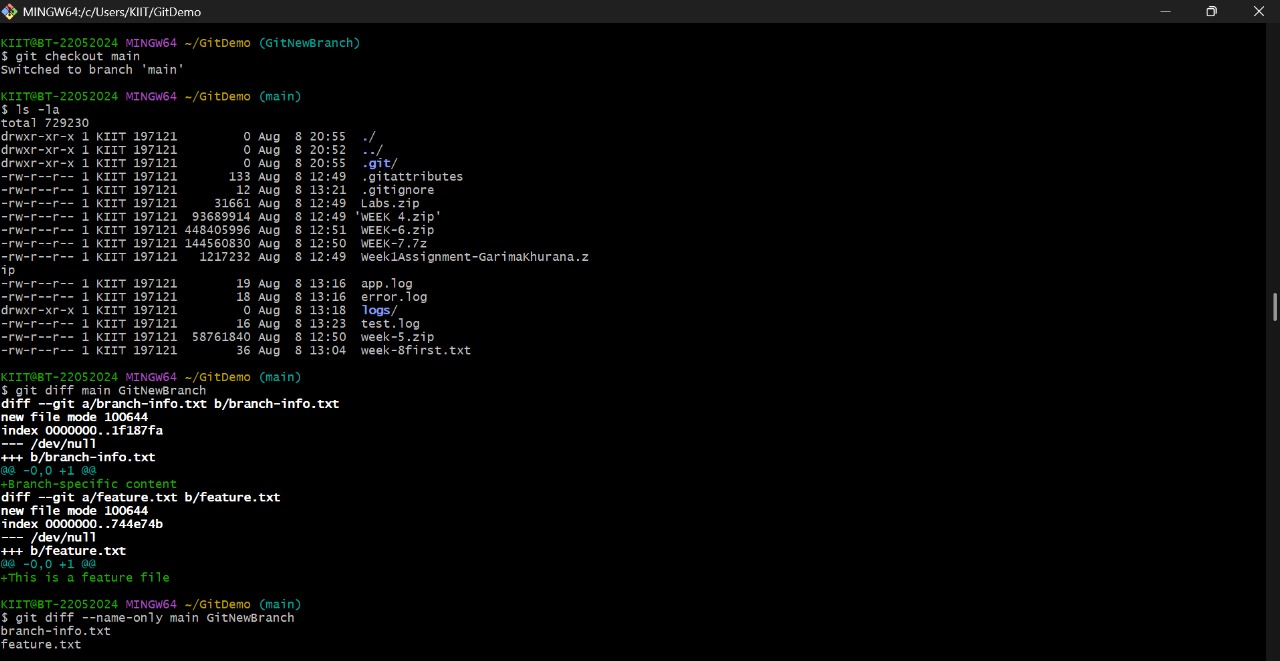 MINGW64:/c/Users/KIIT/GitDemo
KIIT@BT-22052024 MINGW64 ~/GitDemo (GitNewBranch)
$ git checkout main
Switched to branch 'main'
KIIT@BT-22052024 MINGW64 ~/GitDemo (main)
$ ls -la
total 729230
drwxr-xr-x 1 KIIT 197121         0 Aug  8 20:55  ./
drwxr-xr-x 1 KIIT 197121         0 Aug  8 20:52  ../
drwxr-xr-x 1 KIIT 197121         0 Aug  8 20:55  .git/
-rw-r--r-- 1 KIIT 197121       133 Aug  8 12:49  .gitattributes
-rw-r--r-- 1 KIIT 197121        12 Aug  8 13:21  .gitignore
-rw-r--r-- 1 KIIT 197121     31661 Aug  8 12:49  Labs.zip
-rw-r--r-- 1 KIIT 197121  93689914 Aug  8 12:49 'WEEK 4.zip'
-rw-r--r-- 1 KIIT 197121 448405996 Aug  8 12:51  WEEK-6.zip
-rw-r--r-- 1 KIIT 197121 144560830 Aug  8 12:50  WEEK-7.7z
-rw-r--r-- 1 KIIT 197121   1217232 Aug  8 12:49  Week1Assignment-GarimaKhurana.z
ip
-rw-r--r-- 1 KIIT 197121        19 Aug  8 13:16  app.log
-rw-r--r-- 1 KIIT 197121        18 Aug  8 13:16  error.log
drwxr-xr-x 1 KIIT 197121         0 Aug  8 13:18  logs/
-rw-r--r-- 1 KIIT 197121        16 Aug  8 13:23  test.log
-rw-r--r-- 1 KIIT 197121  58761840 Aug  8 12:50  week-5.zip
-rw-r--r-- 1 KIIT 197121        36 Aug  8 13:04  week-8first.txt
KIIT@BT-22052024 MINGW64 ~/GitDemo (main)
$ git diff main GitNewBranch
diff --git a/branch-info.txt b/branch-info.txt
new file mode 100644
index 0000000..1f187fa
--- /dev/null
+++ b/branch-info.txt
@@ -0,0 +1 @@
+Branch-specific content
diff --git a/feature.txt b/feature.txt
new file mode 100644
index 0000000..744e74b
--- /dev/null
+++ b/feature.txt
@@ -0,0 +1 @@
+This is a feature file
KIIT@BT-22052024 MINGW64 ~/GitDemo (main)
$ git diff --name-only main GitNewBranch
branch-info.txt
feature.txt